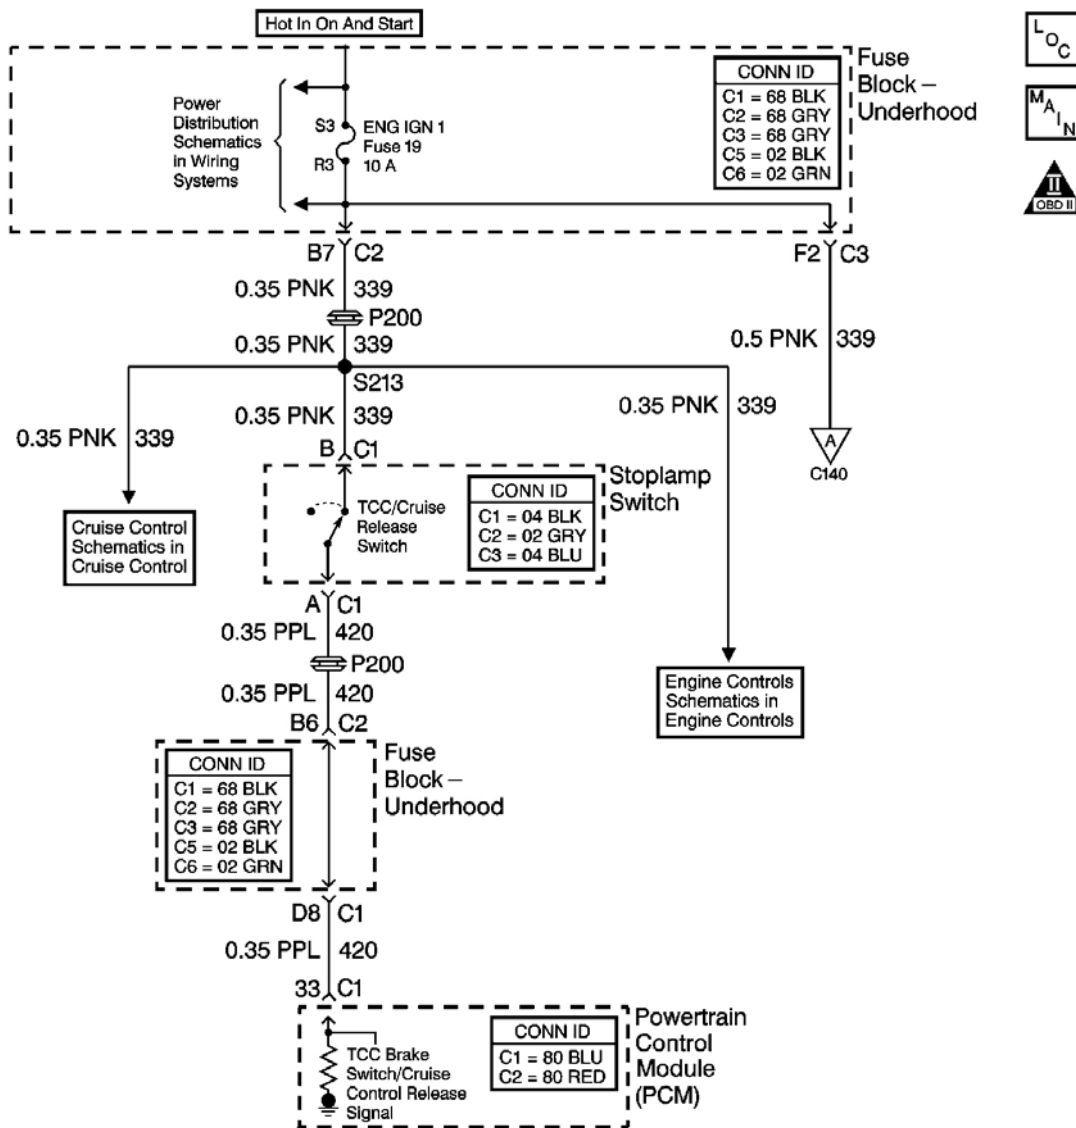 Hot In On And Start
L O C
Fuse
Block –
Underhood
CONN ID
C1 = 68 BLK
C2 = 68 GRY
C3 = 68 GRY
C5 = 02 BLK
C6 = 02 GRN
M A I N
Power
Distribution
Schematics
in Wiring
Systems
S3
ENG IGN 1
Fuse 19
R3
10 A
II
OBD II
B7 C2
F2 C3
0.35 PNK 339
P200
0.35 PNK 339
0.5 PNK 339
S213
0.35 PNK 339
0.35 PNK 339
0.35 PNK 339
A
C140
B C1
Stoplamp
Switch
TCC/Cruise
Release
Switch
CONN ID
C1 = 04 BLK
C2 = 02 GRY
C3 = 04 BLU
Cruise Control
Schematics in
Cruise Control
A C1
0.35 PPL 420
P200
0.35 PPL 420
Engine Controls
Schematics in
Engine Controls
B6 C2
Fuse
Block –
Underhood
CONN ID
C1 = 68 BLK
C2 = 68 GRY
C3 = 68 GRY
C5 = 02 BLK
C6 = 02 GRN
D8 C1
0.35 PPL 420
33 C1
Powertrain
Control
Module
(PCM)
TCC Brake
Switch/Cruise
Control Release
Signal
CONN ID
C1 = 80 BLU
C2 = 80 RED